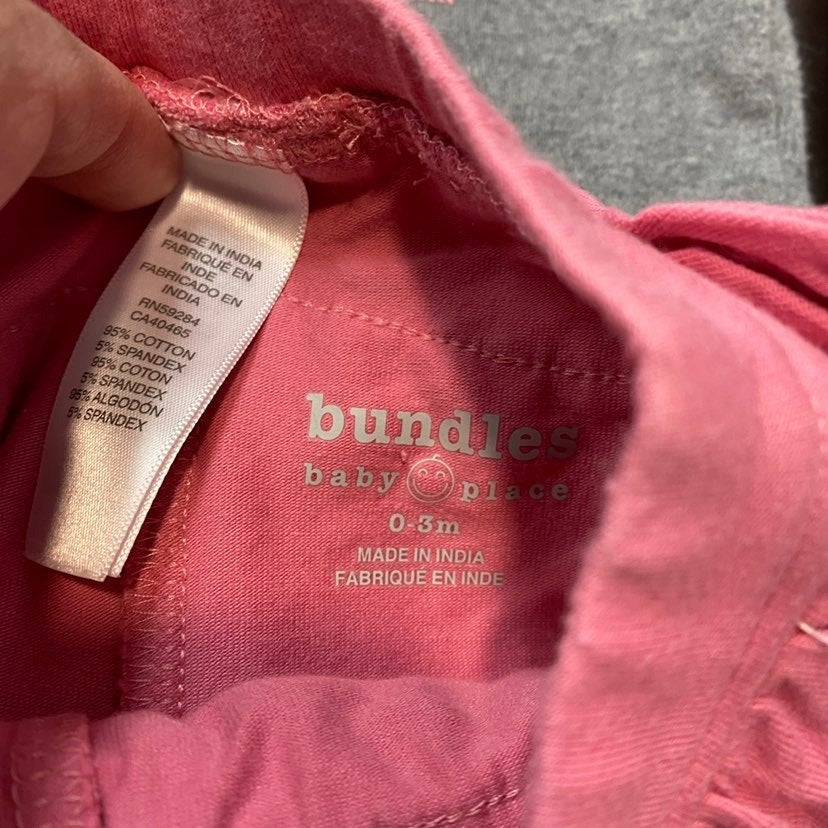 MADE IN INDIA
FABRIQUÉ EN
INDE
FABRICADO EN
INDIA
RN59284
CA40465
95% COTTON
5% SPANDEX
95% COTON
5% SPANDEX
95% ALGODÓN
5% SPANDEX
bundles
baby place
0-3m
MADE IN INDIA
FABRIQUÉ EN INDE